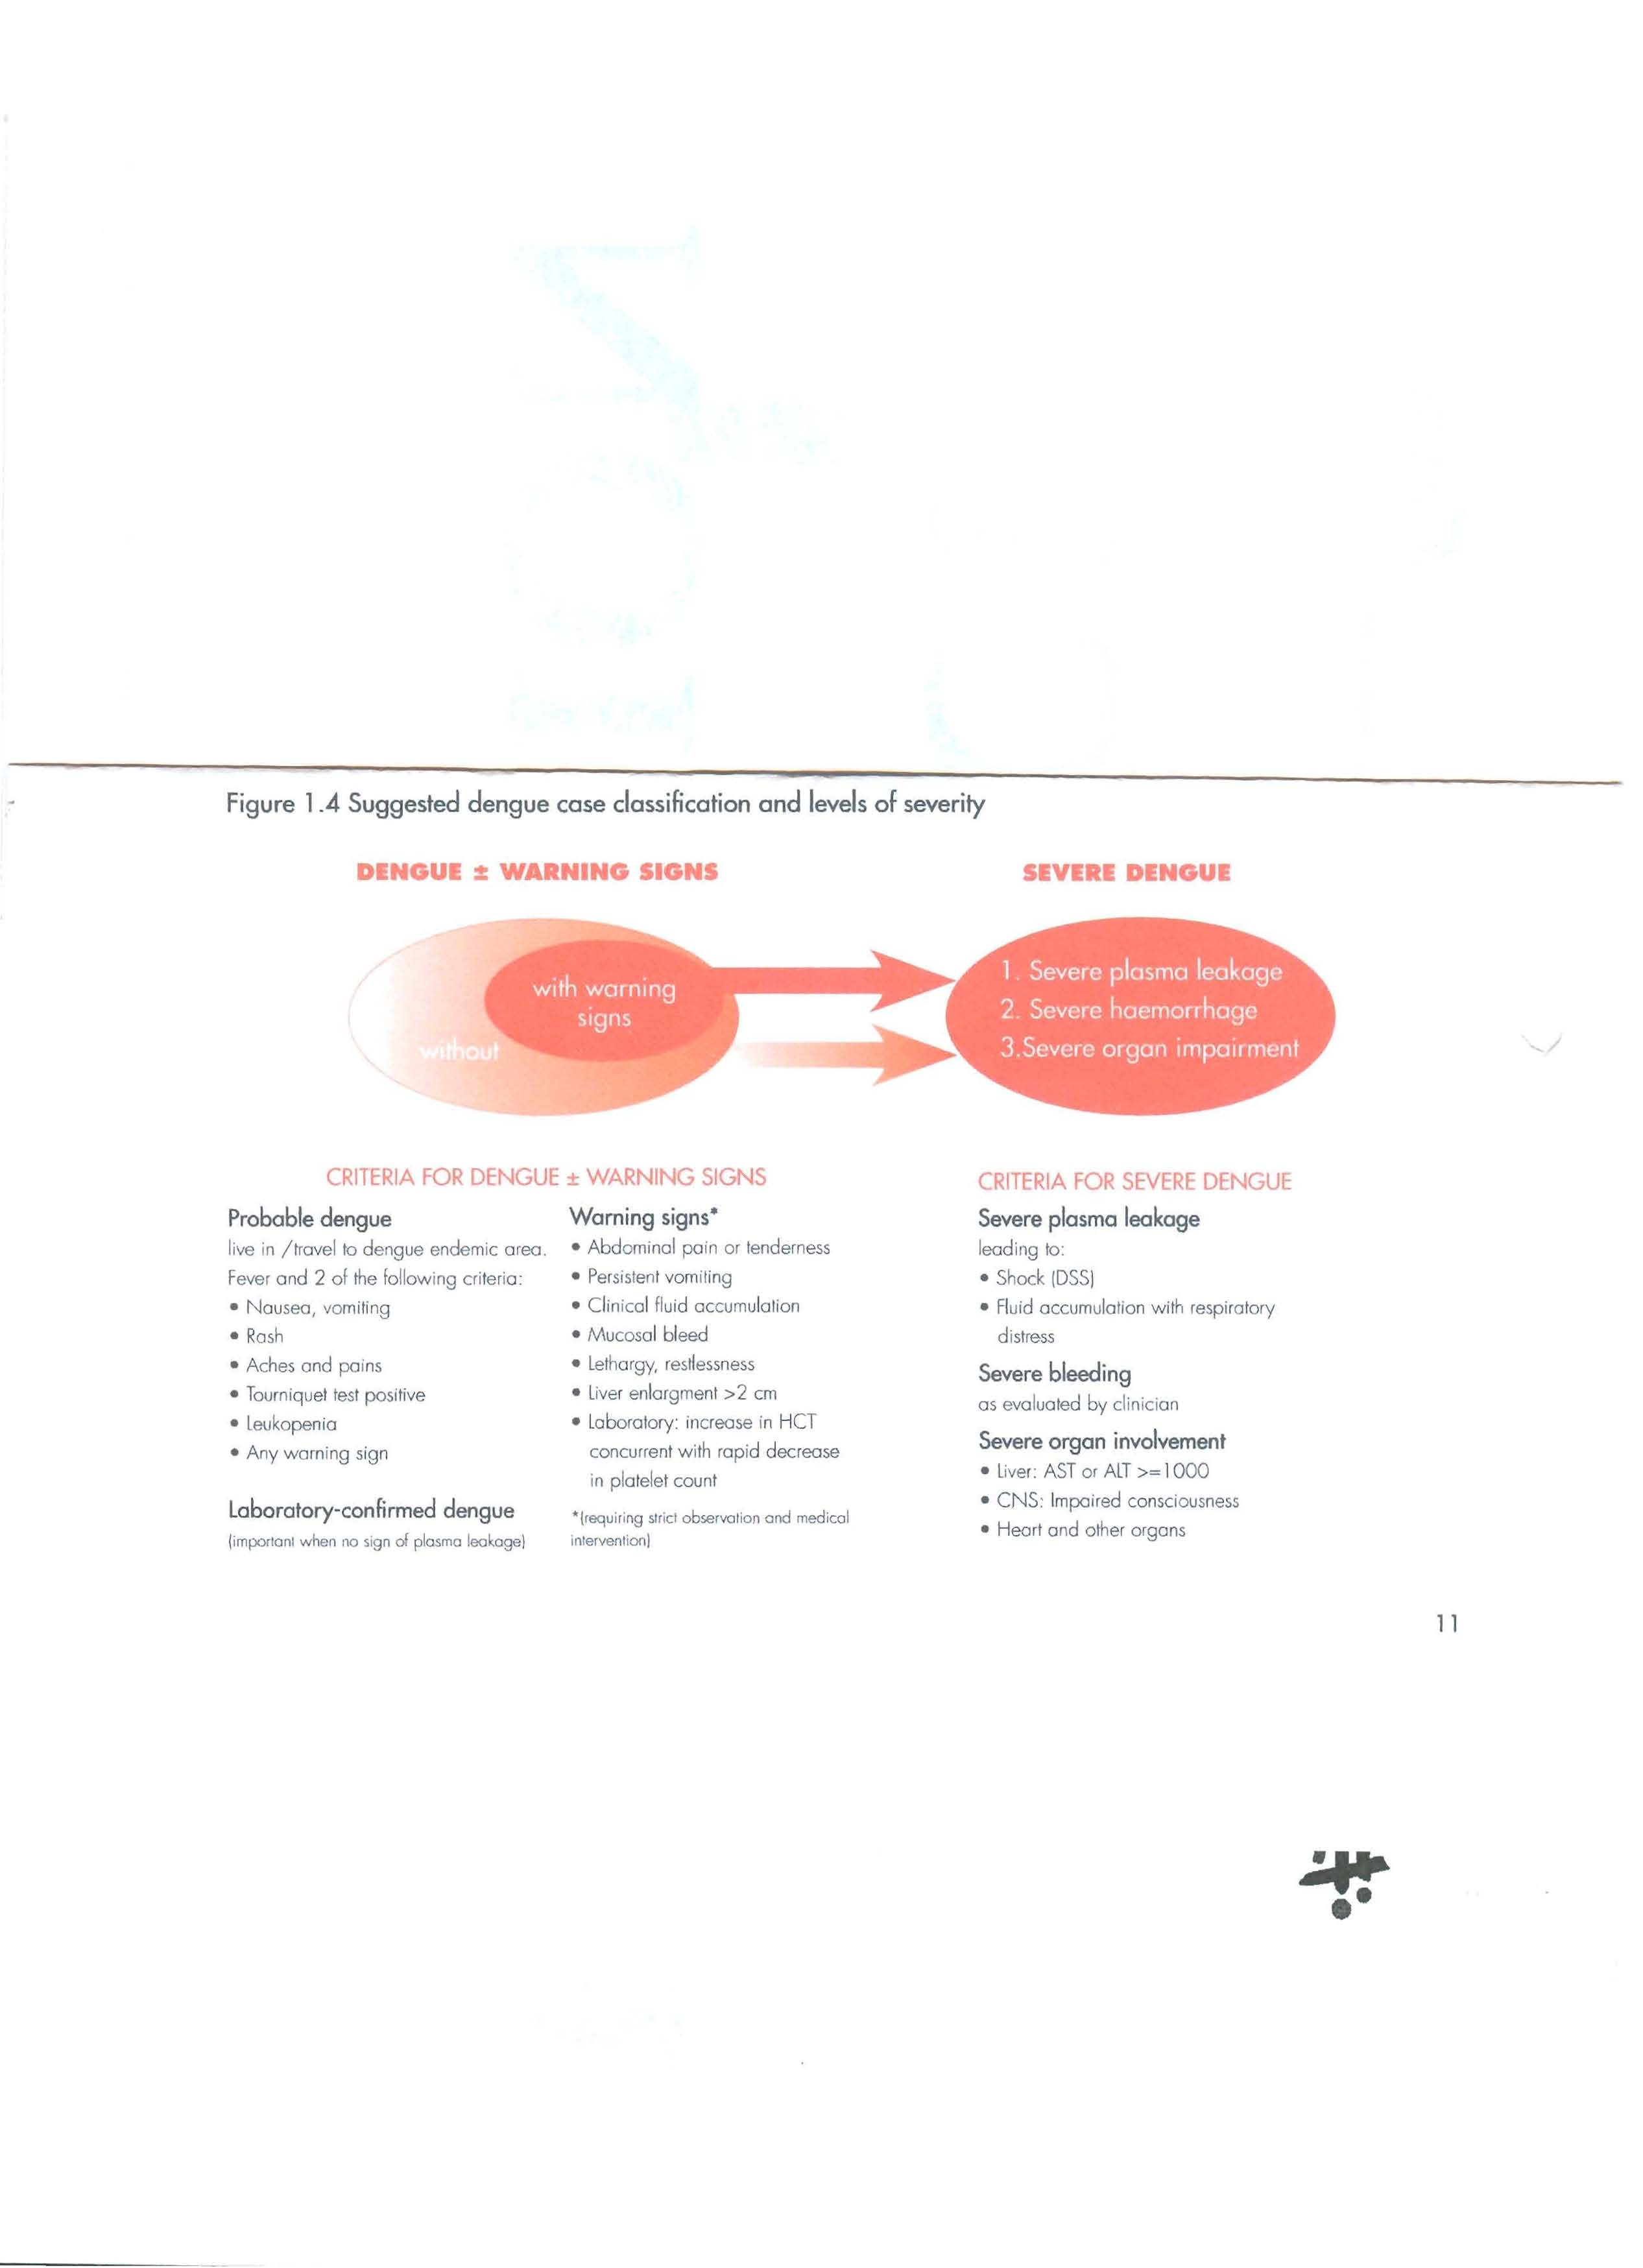 Figure 1.4 Suggested dengue case classification and levels of severity
DENGUE ± WARNING SIGNS
SEVERE DENGUE
with warning
signs
without
1. Severe plasma leakage
2. Severe haemorrhage
3.Severe organ impairment
CRITERIA FOR DENGUE ± WARNING SIGNS
Probable dengue
live in /travel to dengue endemic area.
Fever and 2 of the following criteria:
• Nausea, vomiting
• Rash
• Aches and pains
• Tourniquet test positive
• Leukopenia
• Any warning sign
Laboratory-confirmed dengue
(important when no sign of plasma leakage)
Warning signs*
• Abdominal pain or tenderness
• Persistent vomiting
• Clinical fluid accumulation
• Mucosal bleed
• Lethargy, restlessness
• Liver enlargment >2 cm
• Laboratory: increase in HCT
concurrent with rapid decrease
in platelet count
*(requiring strict observation and medical
intervention)
CRITERIA FOR SEVERE DENGUE
Severe plasma leakage
leading to:
• Shock (DSS)
• Fluid accumulation with respiratory
distress
Severe bleeding
as evaluated by clinician
Severe organ involvement
• Liver: AST or ALT >=1000
• CNS: Impaired consciousness
• Heart and other organs
11